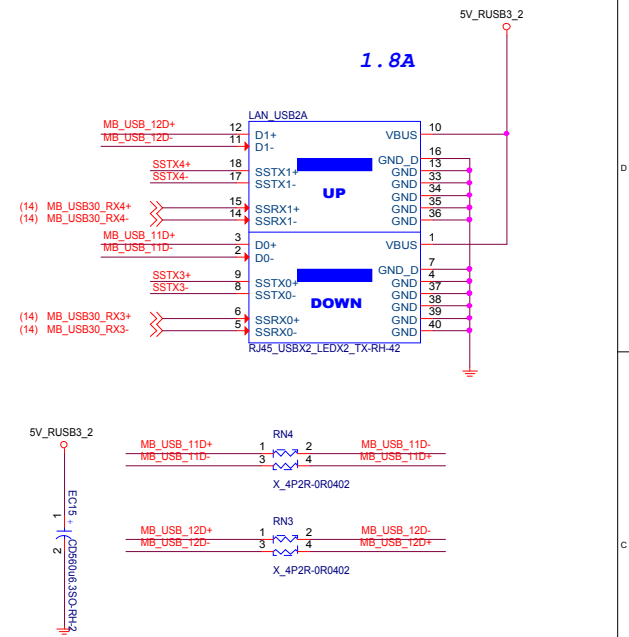 5V_RUSB3_2
1.8A
LAN_USB2A
MB_USB_12D+ 12 D1+ VBUS 10
MB_USB_12D- 11 D1-
GND_D 16
SSTX4+ 18 SSTX1+ GND 13
SSTX4- 17 SSTX1- GND 33
UP
GND 34
(14) MB_USB30_RX4+ 15 SSRX1+ GND 35
(14) MB_USB30_RX4- 14 SSRX1- GND 36
MB_USB_11D+ 3 D0+ VBUS 1
MB_USB_11D- 2 D0-
GND_D 7
SSTX3+ 9 SSTX0+ GND 4
SSTX3- 8 SSTX0- GND 37
DOWN
GND 38
(14) MB_USB30_RX3+ 6 SSRX0+ GND 39
(14) MB_USB30_RX3- 5 SSRX0- GND 40
RJ45_USBX2_LEDX2_TX-RH-42
D
5V_RUSB3_2
1
2
EC15 +
CD560u6.3SO-RH-2
RN4
MB_USB_11D+ 1 2 MB_USB_11D-
MB_USB_11D- 3 4 MB_USB_11D+
X_4P2R-0R0402
RN3
MB_USB_12D+ 1 2 MB_USB_12D-
MB_USB_12D- 3 4 MB_USB_12D+
X_4P2R-0R0402
C